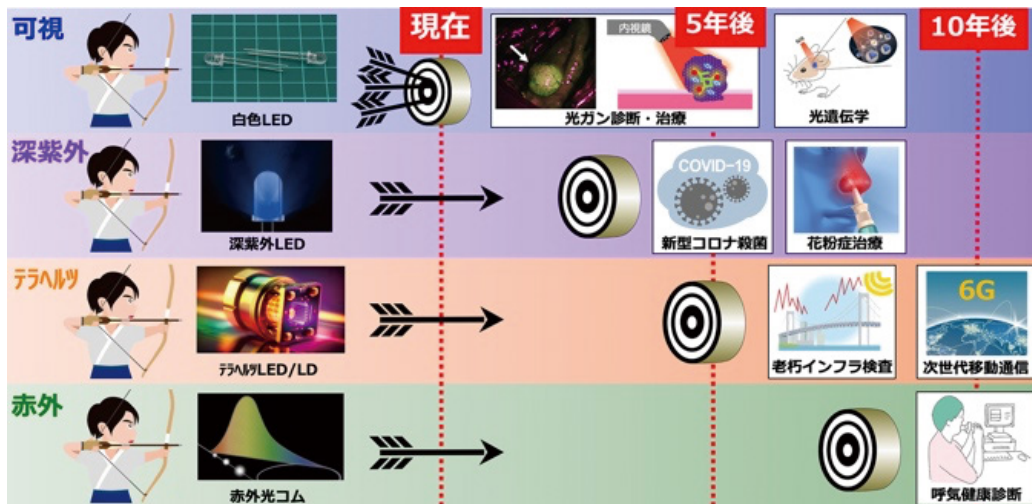 可視
現在
5年後
10年後
白色LED
内視鏡
光ガン診断・治療
光遺伝学
深紫外
深紫外LED
COVID-19
新型コロナ殺菌
花粉症治療
テラヘルツ
テラヘルツLED/LD
老朽インフラ検査
6G
次世代移動通信
赤外
赤外光コム
呼気健康診断